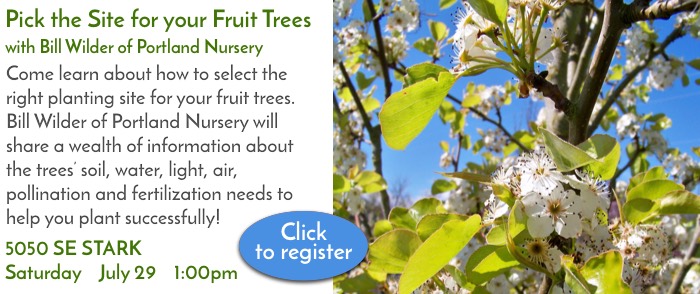 Pick the Site for your Fruit Trees
with Bill Wilder of Portland Nursery
Come learn about how to select the
right planting site for your fruit trees.
Bill Wilder of Portland Nursery will
share a wealth of information about
the trees' soil, water, light, air,
pollination and fertilization needs to
help you plant successfully!
5050 SE STARK
Saturday July 29 1:00pm
Click
to register